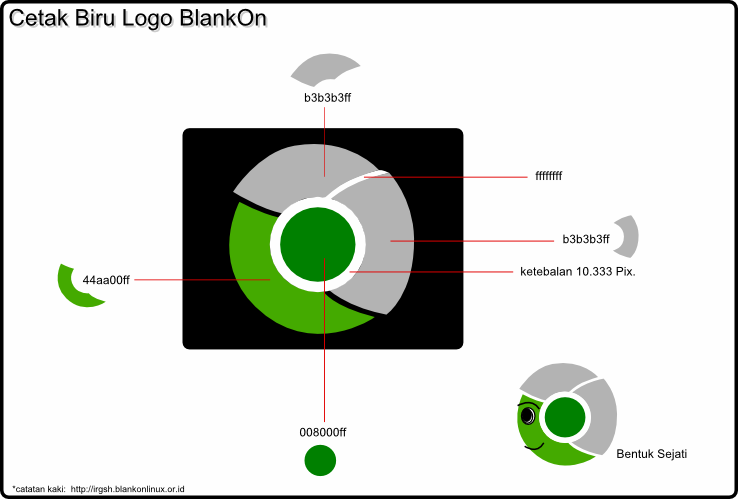 Cetak Biru Logo BlankOn
b3b3b3ff
ffffffff
b3b3b3ff
ketebalan 10.333 Pix.
44aa00ff
008000ff
Bentuk Sejati
*catatan kaki: http://irgsh.blankonlinux.or.id